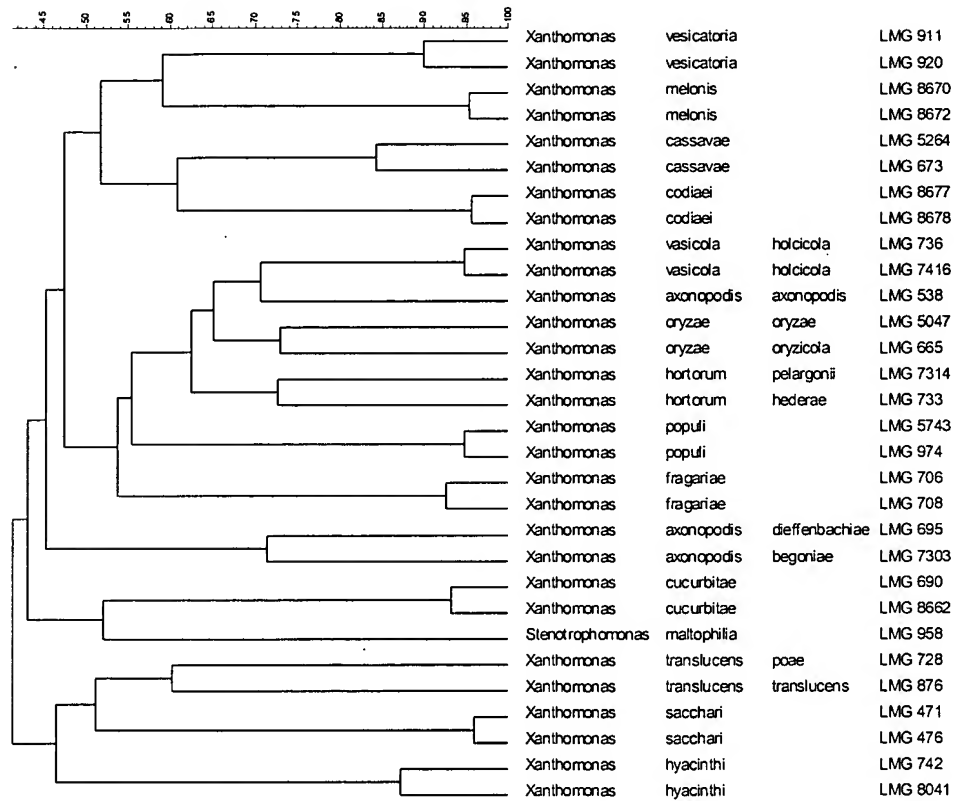 45 50 55 60 65 70 75 80 85 90 95 100
Xanthomonas vesicatoria LMG 911
Xanthomonas vesicatoria LMG 920
Xanthomonas melonis LMG 8670
Xanthomonas melonis LMG 8672
Xanthomonas cassavae LMG 5264
Xanthomonas cassavae LMG 673
Xanthomonas codiaei LMG 8677
Xanthomonas codiaei LMG 8678
Xanthomonas vasicola holcicola LMG 736
Xanthomonas vasicola holcicola LMG 7416
Xanthomonas axonopodis axonopodis LMG 538
Xanthomonas oryzae oryzae LMG 5047
Xanthomonas oryzae oryzicola LMG 665
Xanthomonas hortorum pelargonii LMG 7314
Xanthomonas hortorum hederae LMG 733
Xanthomonas populi LMG 5743
Xanthomonas populi LMG 974
Xanthomonas fragariae LMG 706
Xanthomonas fragariae LMG 708
Xanthomonas axonopodis dieffenbachiae LMG 695
Xanthomonas axonopodis begoniae LMG 7303
Xanthomonas cucurbitae LMG 690
Xanthomonas cucurbitae LMG 8662
Stenotrophomonas maltophilia LMG 958
Xanthomonas translucens poae LMG 728
Xanthomonas translucens translucens LMG 876
Xanthomonas sacchari LMG 471
Xanthomonas sacchari LMG 476
Xanthomonas hyacinthi LMG 742
Xanthomonas hyacinthi LMG 8041